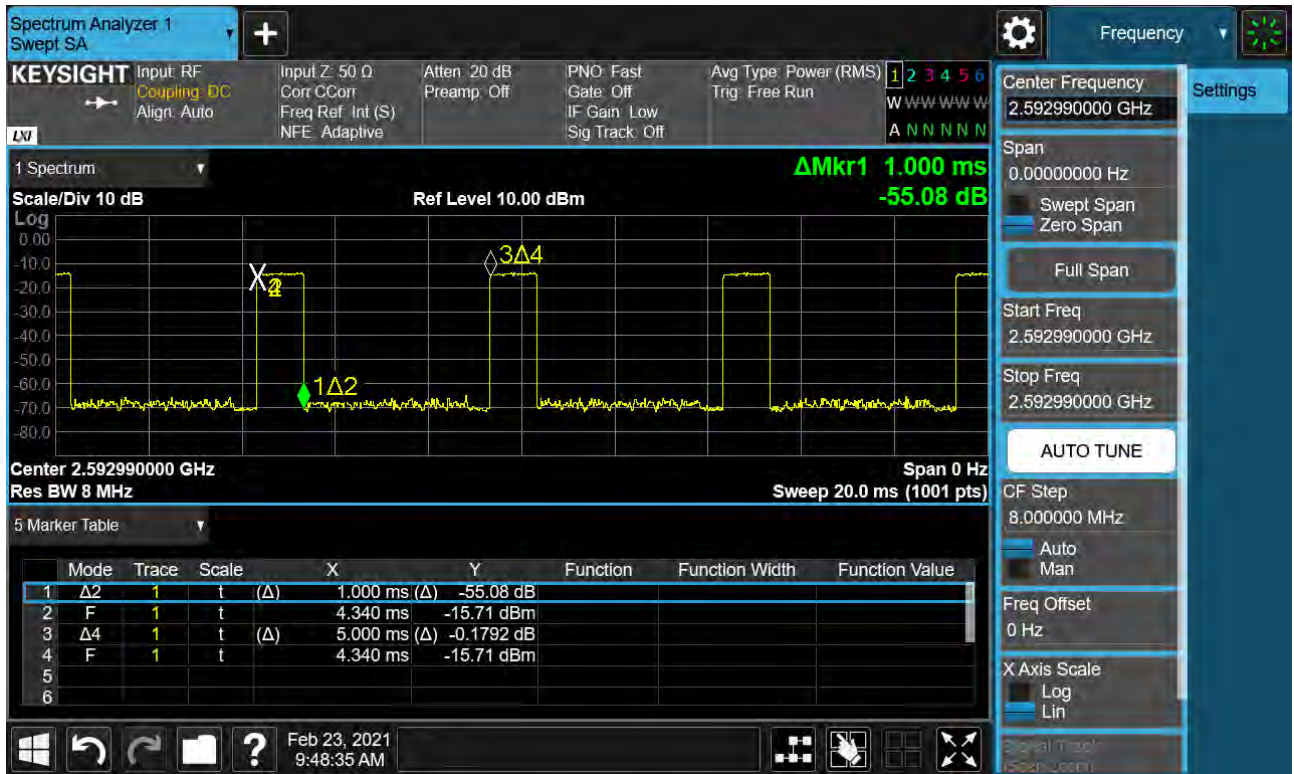 Spectrum Analyzer 1
Swept SA
Frequency
KEYSIGHT
Input: RF
Coupling: DC
Align: Auto
Input Z: 50 Ω
Corr CCorr
Freq Ref: Int (S)
NFE: Adaptive
Atten: 20 dB
Preamp: Off
PNO: Fast
Gate: Off
IF Gain: Low
Sig Track: Off
Avg Type: Power (RMS)
Trig: Free Run
1 2 3 4 5 6
W W W W W W
A N N N N N
LXI
1 Spectrum
ΔMkr1 1.000 ms
-55.08 dB
Scale/Div 10 dB
Ref Level 10.00 dBm
Log
0.00
-10.0
-20.0
-30.0
-40.0
-50.0
-60.0
-70.0
-80.0
3Δ4
1Δ2
Center 2.592990000 GHz
Span 0 Hz
Res BW 8 MHz
Sweep 20.0 ms (1001 pts)
5 Marker Table
Mode Trace Scale X Y Function Function Width Function Value
1 Δ2 1 t (Δ) 1.000 ms (Δ) -55.08 dB
2 F 1 t 4.340 ms -15.71 dBm
3 Δ4 1 t (Δ) 5.000 ms (Δ) -0.1792 dB
4 F 1 t 4.340 ms -15.71 dBm
5
6
Feb 23, 2021
9:48:35 AM
Center Frequency
2.592990000 GHz
Settings
Span
0.00000000 Hz
Swept Span
Zero Span
Full Span
Start Freq
2.592990000 GHz
Stop Freq
2.592990000 GHz
AUTO TUNE
CF Step
8.000000 MHz
Auto
Man
Freq Offset
0 Hz
X Axis Scale
Log
Lin
Signal Track
(Span Zoom)